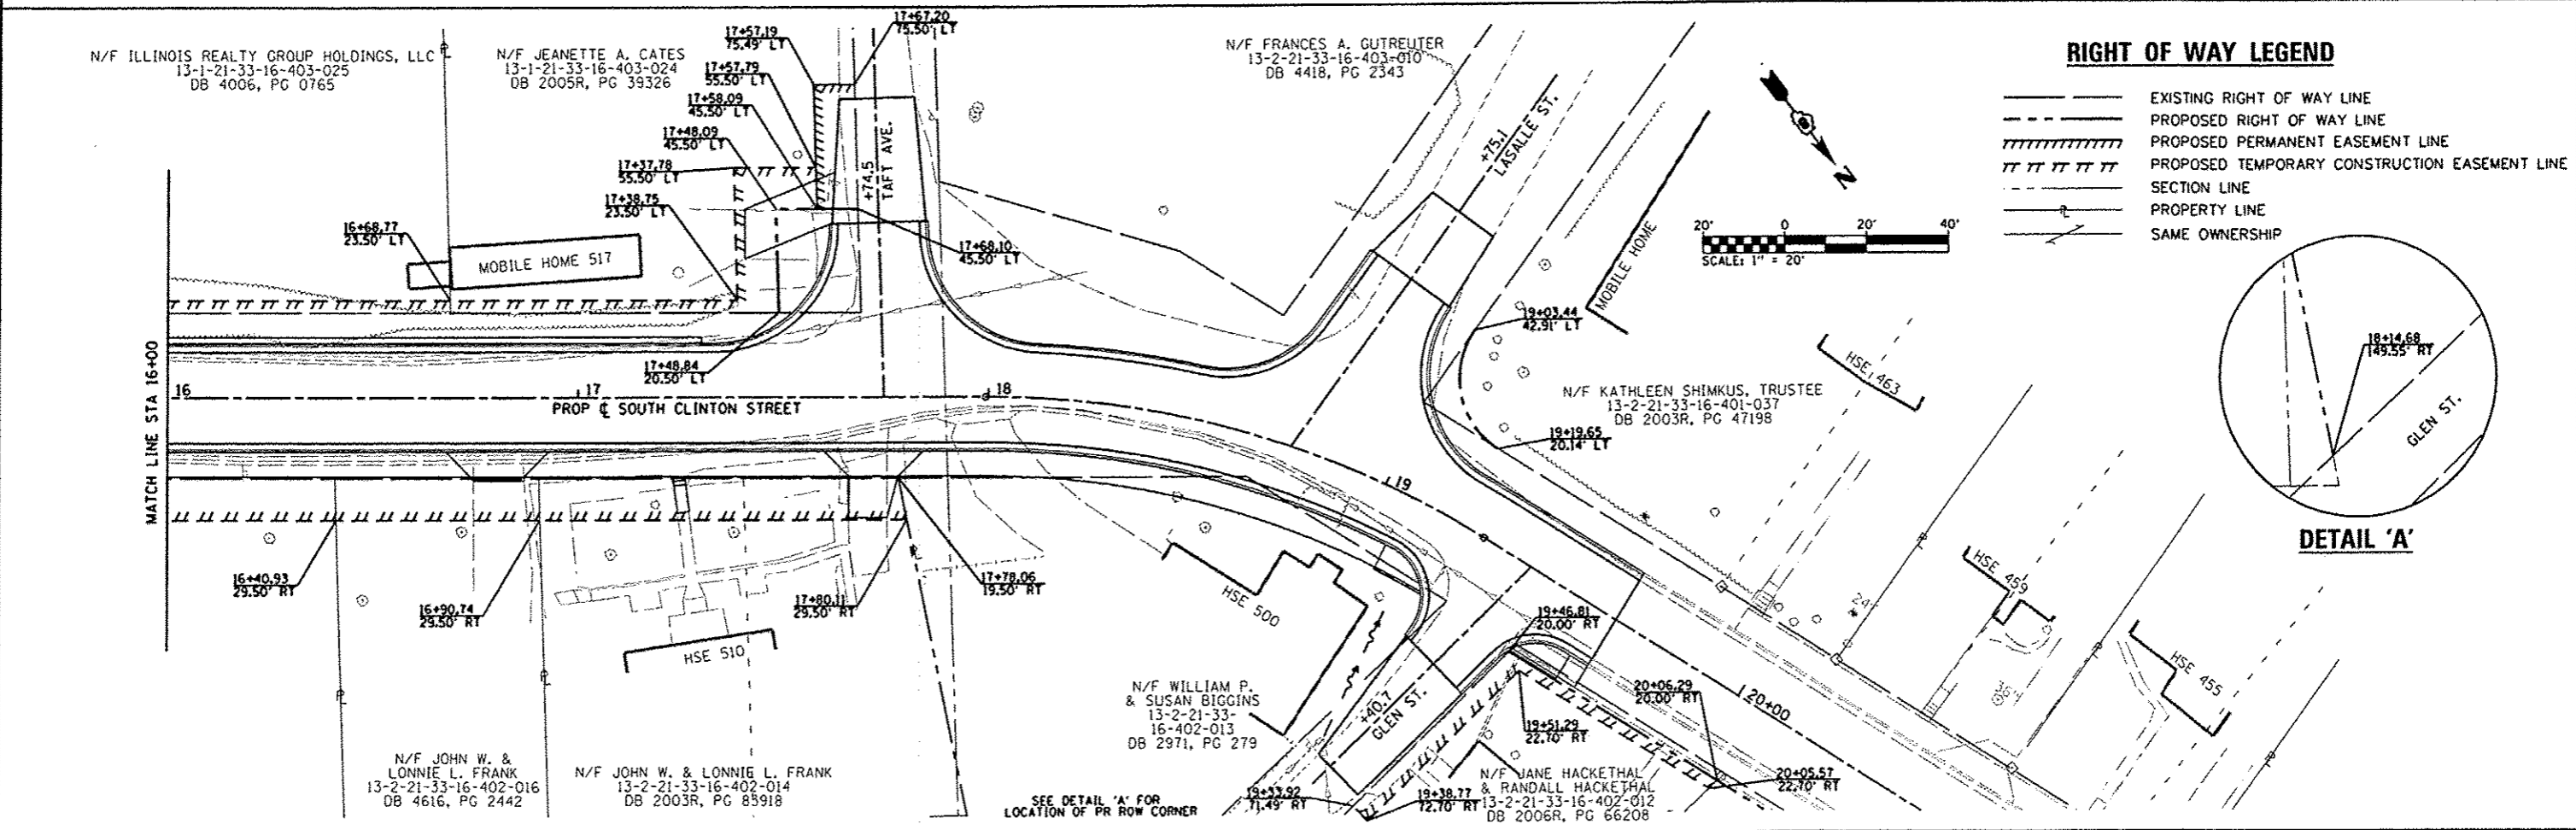 N/F ILLINOIS REALTY GROUP HOLDINGS, LLC
13-1-21-33-16-403-025
DB 4006, PG 0765
N/F JEANETTE A. CATES
13-1-21-33-16-403-024
DB 2005R, PG 39326
17+57.19
75.49' LT
17+67.20
75.50' LT
17+57.79
55.50' LT
17+58.09
45.50' LT
17+48.09
45.50' LT
17+37.78
55.50' LT
17+38.75
23.50' LT
16+68.77
23.50' LT
MOBILE HOME 517
+74.5
TAFT AVE.
17+68.10
45.50' LT
17+48.84
20.50' LT
N/F FRANCES A. GUTREUTER
13-2-21-33-16-403-010
DB 4418, PG 2343
+75.1
LASALLE ST.
MOBILE HOME
N
20' 0 20' 40'
SCALE: 1" = 20'
RIGHT OF WAY LEGEND
EXISTING RIGHT OF WAY LINE
PROPOSED RIGHT OF WAY LINE
PROPOSED PERMANENT EASEMENT LINE
PROPOSED TEMPORARY CONSTRUCTION EASEMENT LINE
SECTION LINE
PROPERTY LINE
SAME OWNERSHIP
18+14.68
149.55' RT
GLEN ST.
DETAIL 'A'
MATCH LINE STA 16+00
16
17
18
PROP ℄ SOUTH CLINTON STREET
19
20+00
19+03.44
42.91' LT
N/F KATHLEEN SHIMKUS, TRUSTEE
13-2-21-33-16-401-037
DB 2003R, PG 47198
19+19.65
20.14' LT
HSE 463
HSE 459
HSE 455
24"
36"
16+40.93
29.50' RT
16+90.74
29.50' RT
17+80.11
29.50' RT
17+78.06
19.50' RT
HSE 510
HSE 500
19+46.81
20.00' RT
20+06.29
20.00' RT
19+51.29
22.70' RT
20+05.57
22.70' RT
+40.7
GLEN ST.
19+33.92
71.49' RT
19+38.77
72.70' RT
N/F JOHN W. &
LONNIE L. FRANK
13-2-21-33-16-402-016
DB 4616, PG 2442
N/F JOHN W. & LONNIE L. FRANK
13-2-21-33-16-402-014
DB 2003R, PG 85918
N/F WILLIAM P.
& SUSAN BIGGINS
13-2-21-33-
16-402-013
DB 2971, PG 279
SEE DETAIL 'A' FOR
LOCATION OF PR ROW CORNER
N/F JANE HACKETHAL
& RANDALL HACKETHAL
13-2-21-33-16-402-012
DB 2006R, PG 66208